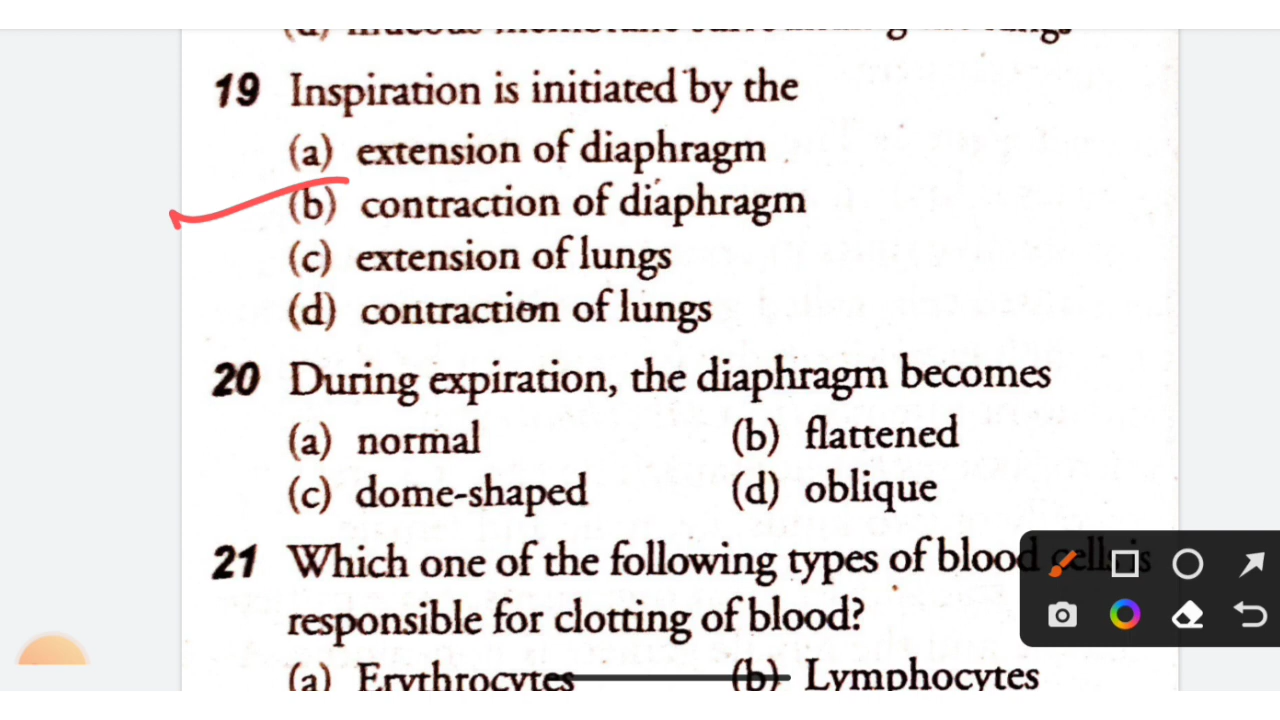 19 Inspiration is initiated by the
(a) extension of diaphragm
(b) contraction of diaphragm
(c) extension of lungs
(d) contraction of lungs
20 During expiration, the diaphragm becomes
(a) normal (b) flattened
(c) dome-shaped (d) oblique
21 Which one of the following types of blood cells is
responsible for clotting of blood?
(a) Erythrocytes (b) Lymphocytes